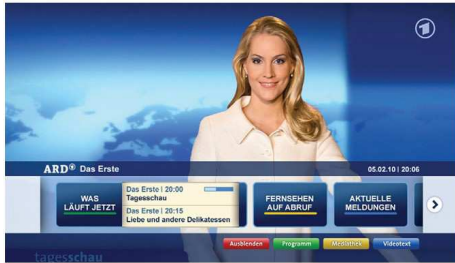 1
ARD® Das Erste
05.02.10 | 20:06
WAS
LÄUFT JETZT
Das Erste | 20:00
Tagesschau
Das Erste | 20:15
Liebe und andere Delikatessen
FERNSEHEN
AUF ABRUF
AKTUELLE
MELDUNGEN
Ausblenden
Programm
Mediathek
Videotext
tagesschau